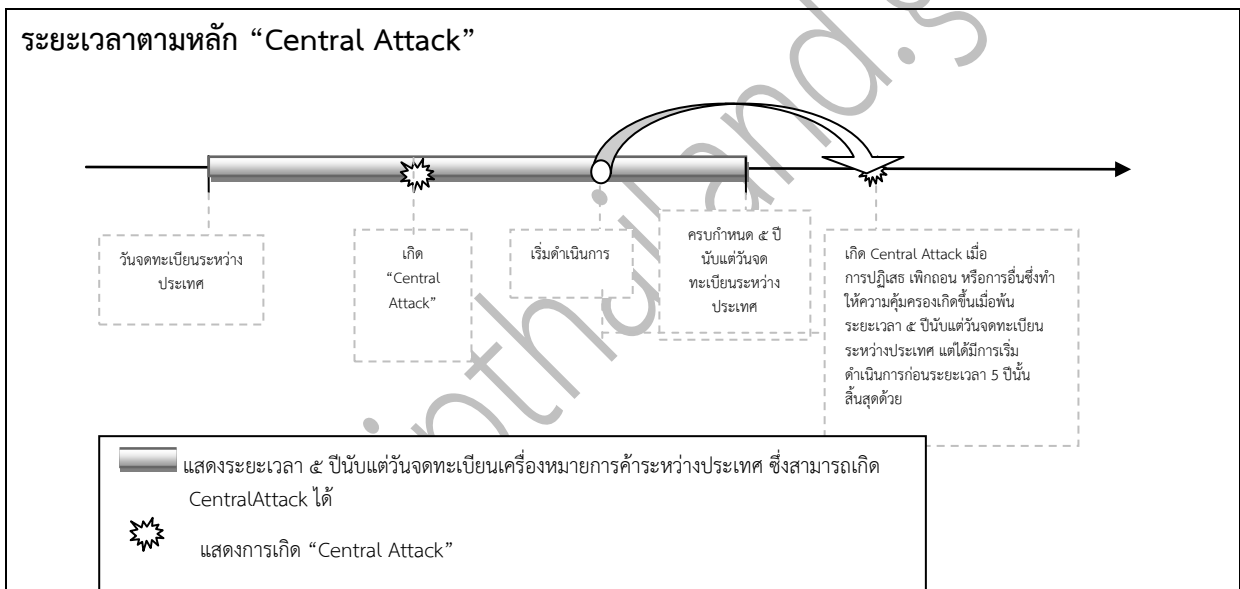 ระยะเวลาตามหลัก “Central Attack”
วันจดทะเบียนระหว่าง
ประเทศ
เกิด
“Central
Attack”
เริ่มดำเนินการ
ครบกำหนด ๕ ปี
นับแต่วันจด
ทะเบียนระหว่าง
ประเทศ
เกิด Central Attack เมื่อ
การปฏิเสธ เพิกถอน หรือการอื่นซึ่งทำ
ให้ความคุ้มครองเกิดขึ้นเมื่อพ้น
ระยะเวลา ๕ ปีนับแต่วันจดทะเบียน
ระหว่างประเทศ แต่ได้มีการเริ่ม
ดำเนินการก่อนระยะเวลา 5 ปีนั้น
สิ้นสุดด้วย
แสดงระยะเวลา ๕ ปีนับแต่วันจดทะเบียนเครื่องหมายการค้าระหว่างประเทศ ซึ่งสามารถเกิด
CentralAttack ได้
แสดงการเกิด “Central Attack”